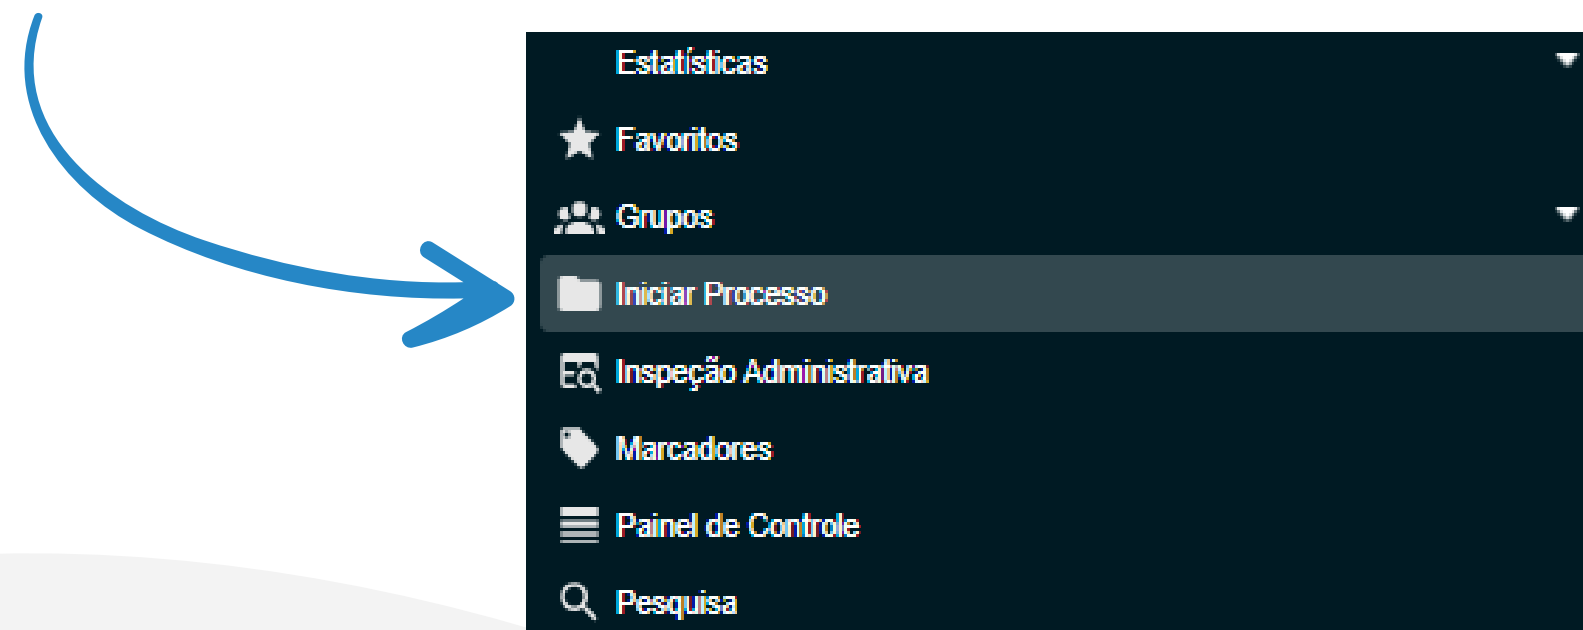 Estatísticas
Favoritos
Grupos
Iniciar Processo
Inspeção Administrativa
Marcadores
Painel de Controle
Pesquisa